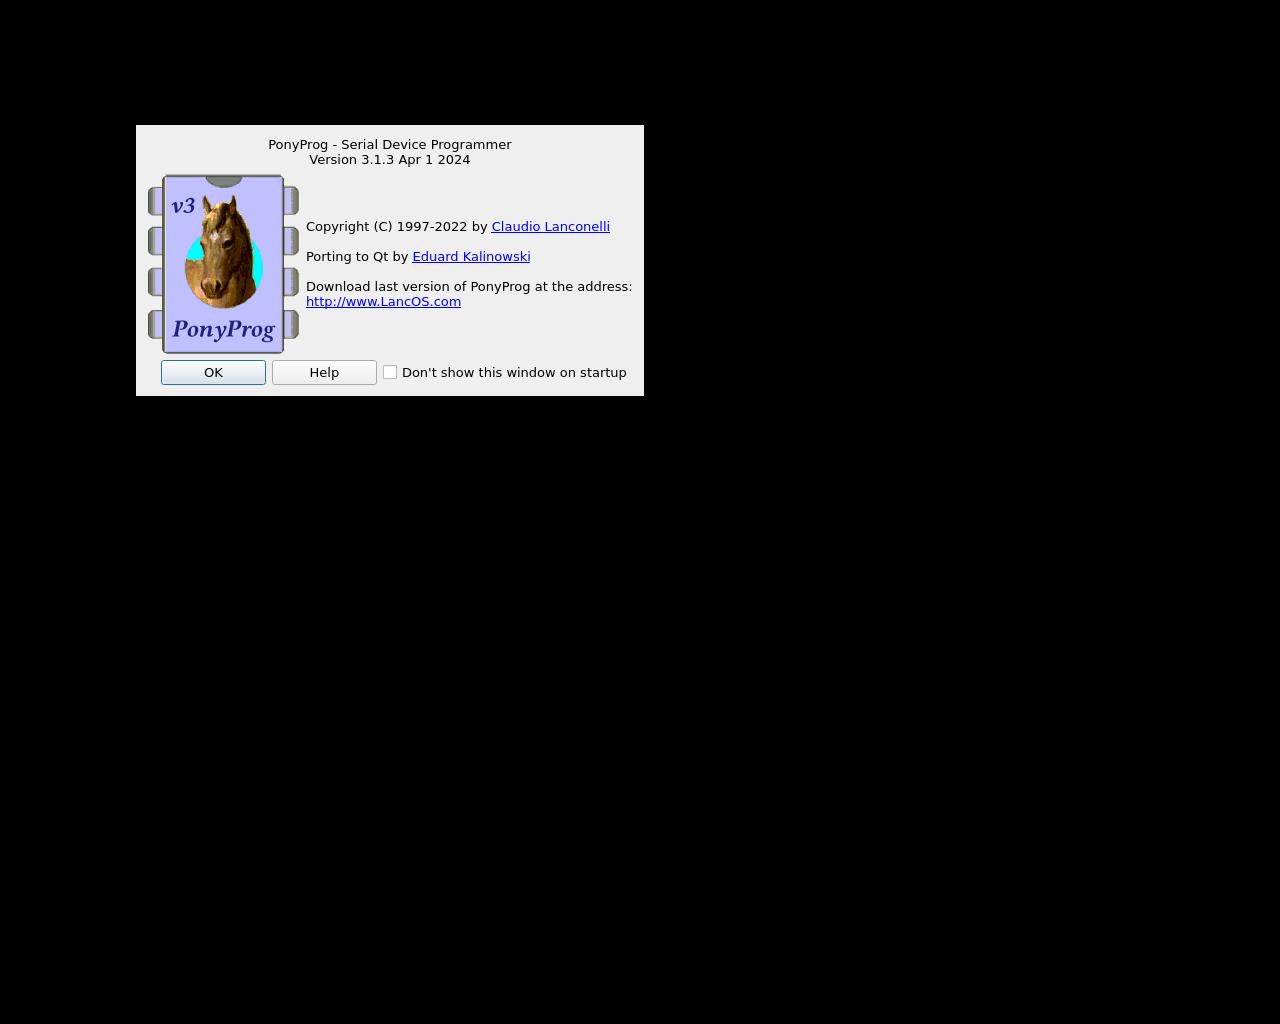 PonyProg - Serial Device Programmer
Version 3.1.3 Apr 1 2024
v3
Copyright (C) 1997-2022 by Claudio Lanconelli
Porting to Qt by Eduard Kalinowski
Download last version of PonyProg at the address:
http://www.LancOS.com
PonyProg
OK Help Don't show this window on startup